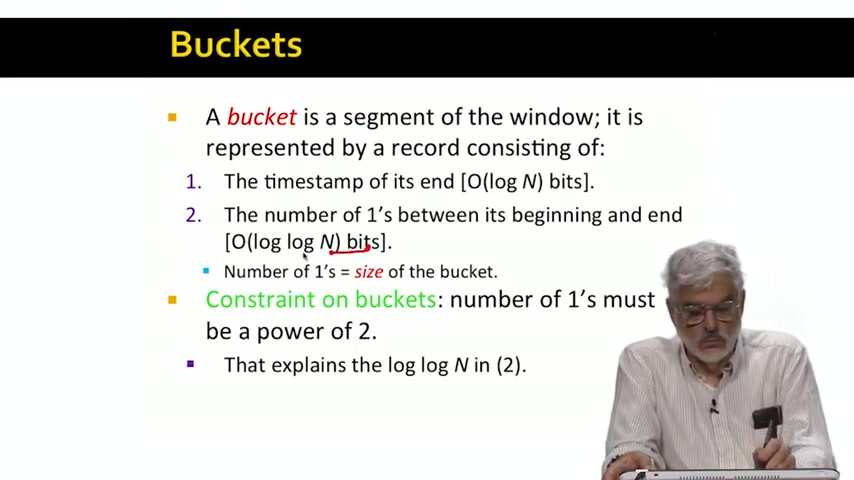 Buckets
▪ A bucket is a segment of the window; it is
represented by a record consisting of:
1. The timestamp of its end [O(log N) bits].
2. The number of 1's between its beginning and end
[O(log log N) bits].
▪ Number of 1's = size of the bucket.
▪ Constraint on buckets: number of 1's must
be a power of 2.
▪ That explains the log log N in (2).